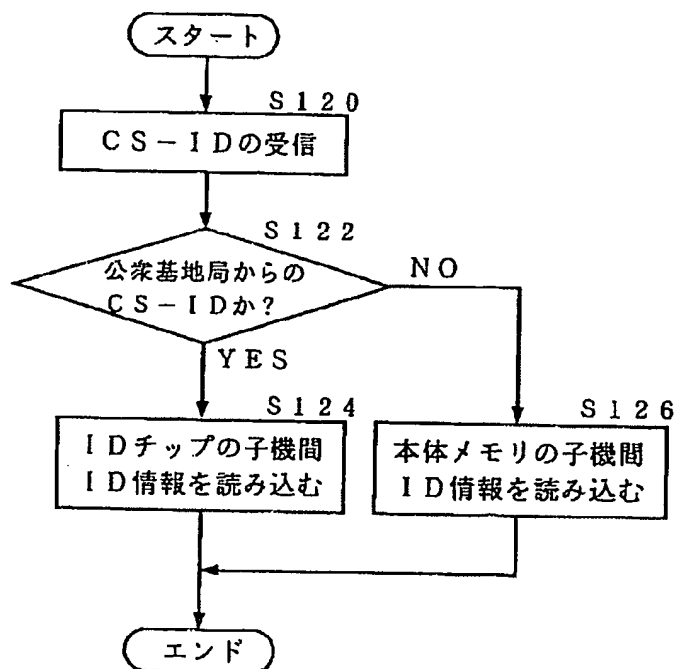 スタート
S120
CS-IDの受信
S122
公衆基地局からの
CS-IDか?
NO
YES
S124
IDチップの子機間
ID情報を読み込む
S126
本体メモリの子機間
ID情報を読み込む
エンド